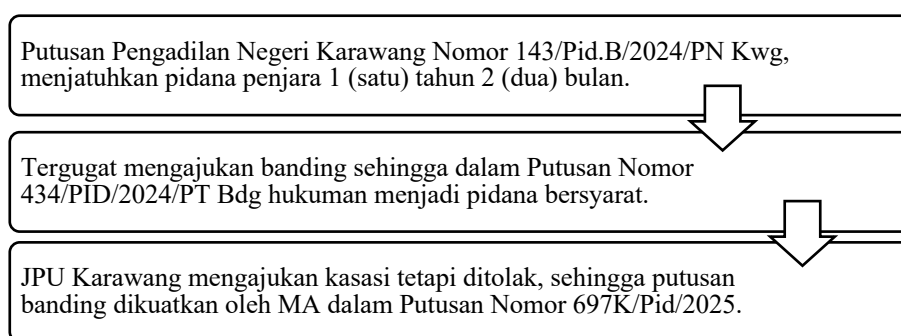 Putusan Pengadilan Negeri Karawang Nomor 143/Pid.B/2024/PN Kwg,
menjatuhkan pidana penjara 1 (satu) tahun 2 (dua) bulan.
Tergugat mengajukan banding sehingga dalam Putusan Nomor
434/PID/2024/PT Bdg hukuman menjadi pidana bersyarat.
JPU Karawang mengajukan kasasi tetapi ditolak, sehingga putusan
banding dikuatkan oleh MA dalam Putusan Nomor 697K/Pid/2025.